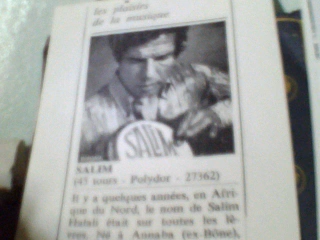 les plaisirs
de la musique
SALIM
SALIM
(45 tours - Polydor - 27362)
Il y a quelques années, en Afri-
que du Nord, le nom de Salim
Halali était sur toutes les lè-
vres. Né à Annaba (ex-Bône),